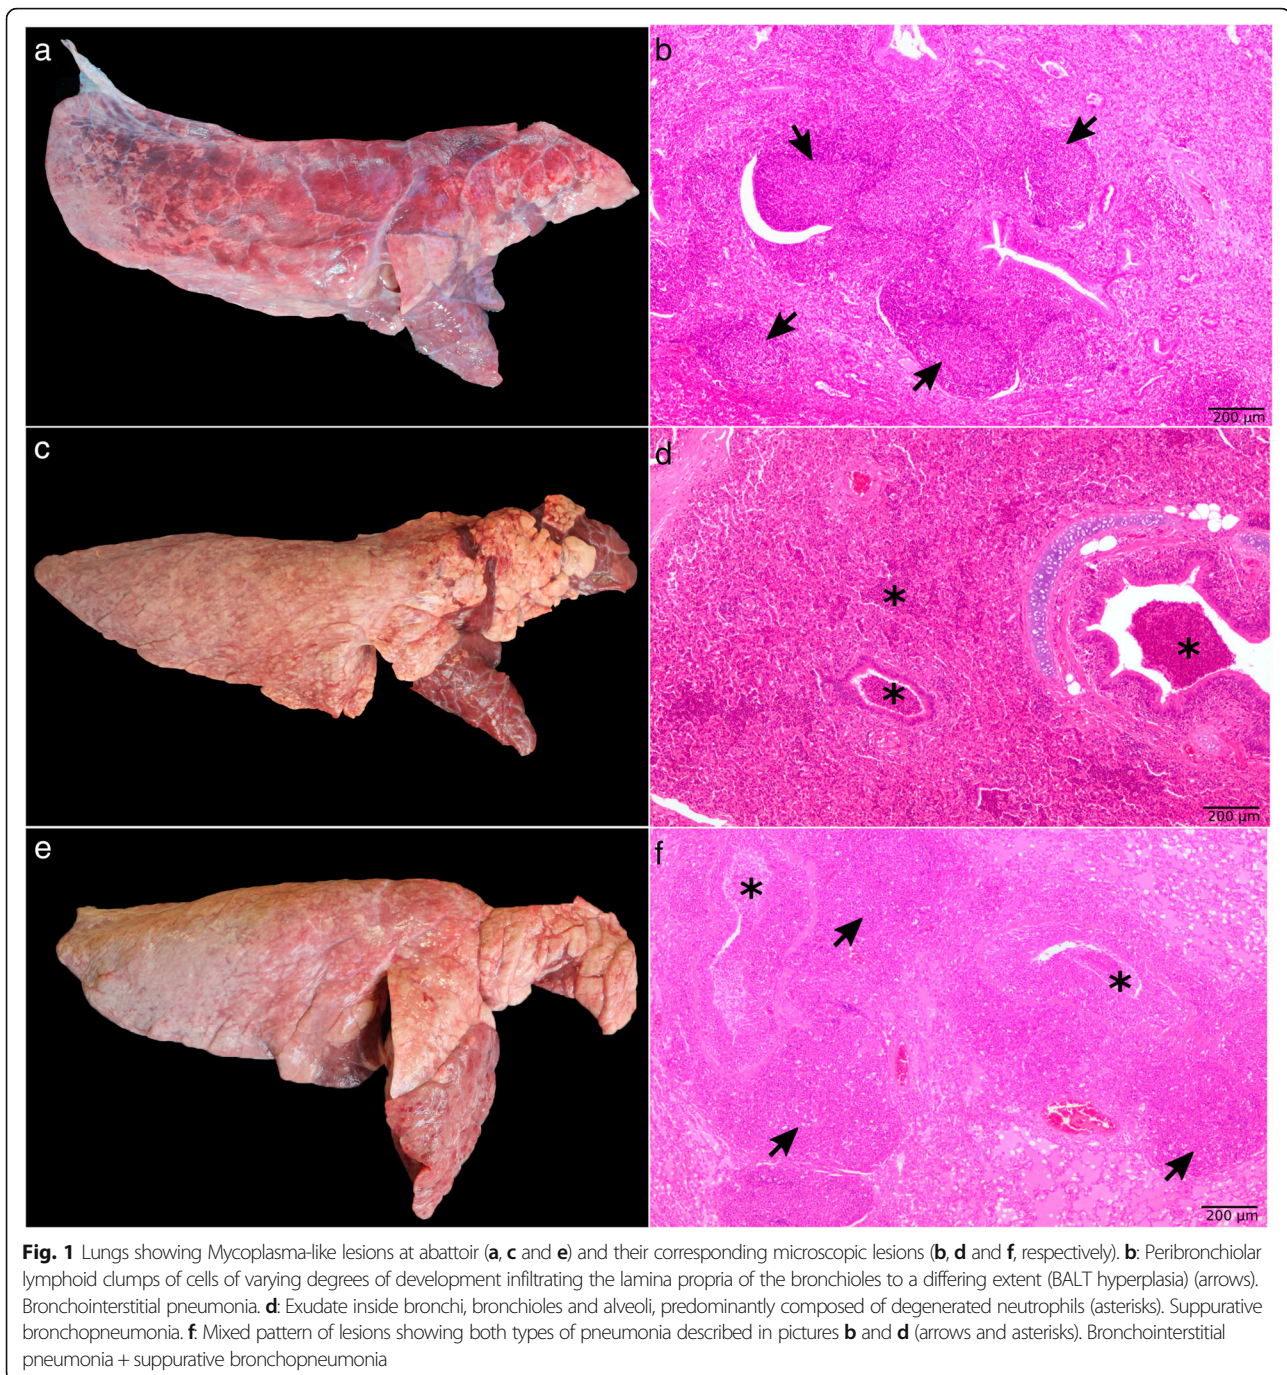 a
b
200 µm
c
d
*
*
*
200 µm
e
f
*
*
200 µm
Fig. 1 Lungs showing Mycoplasma-like lesions at abattoir (a, c and e) and their corresponding microscopic lesions (b, d and f, respectively). b: Peribronchiolar
lymphoid clumps of cells of varying degrees of development infiltrating the lamina propria of the bronchioles to a differing extent (BALT hyperplasia) (arrows).
Bronchointerstitial pneumonia. d: Exudate inside bronchi, bronchioles and alveoli, predominantly composed of degenerated neutrophils (asterisks). Suppurative
bronchopneumonia. f: Mixed pattern of lesions showing both types of pneumonia described in pictures b and d (arrows and asterisks). Bronchointerstitial
pneumonia + suppurative bronchopneumonia